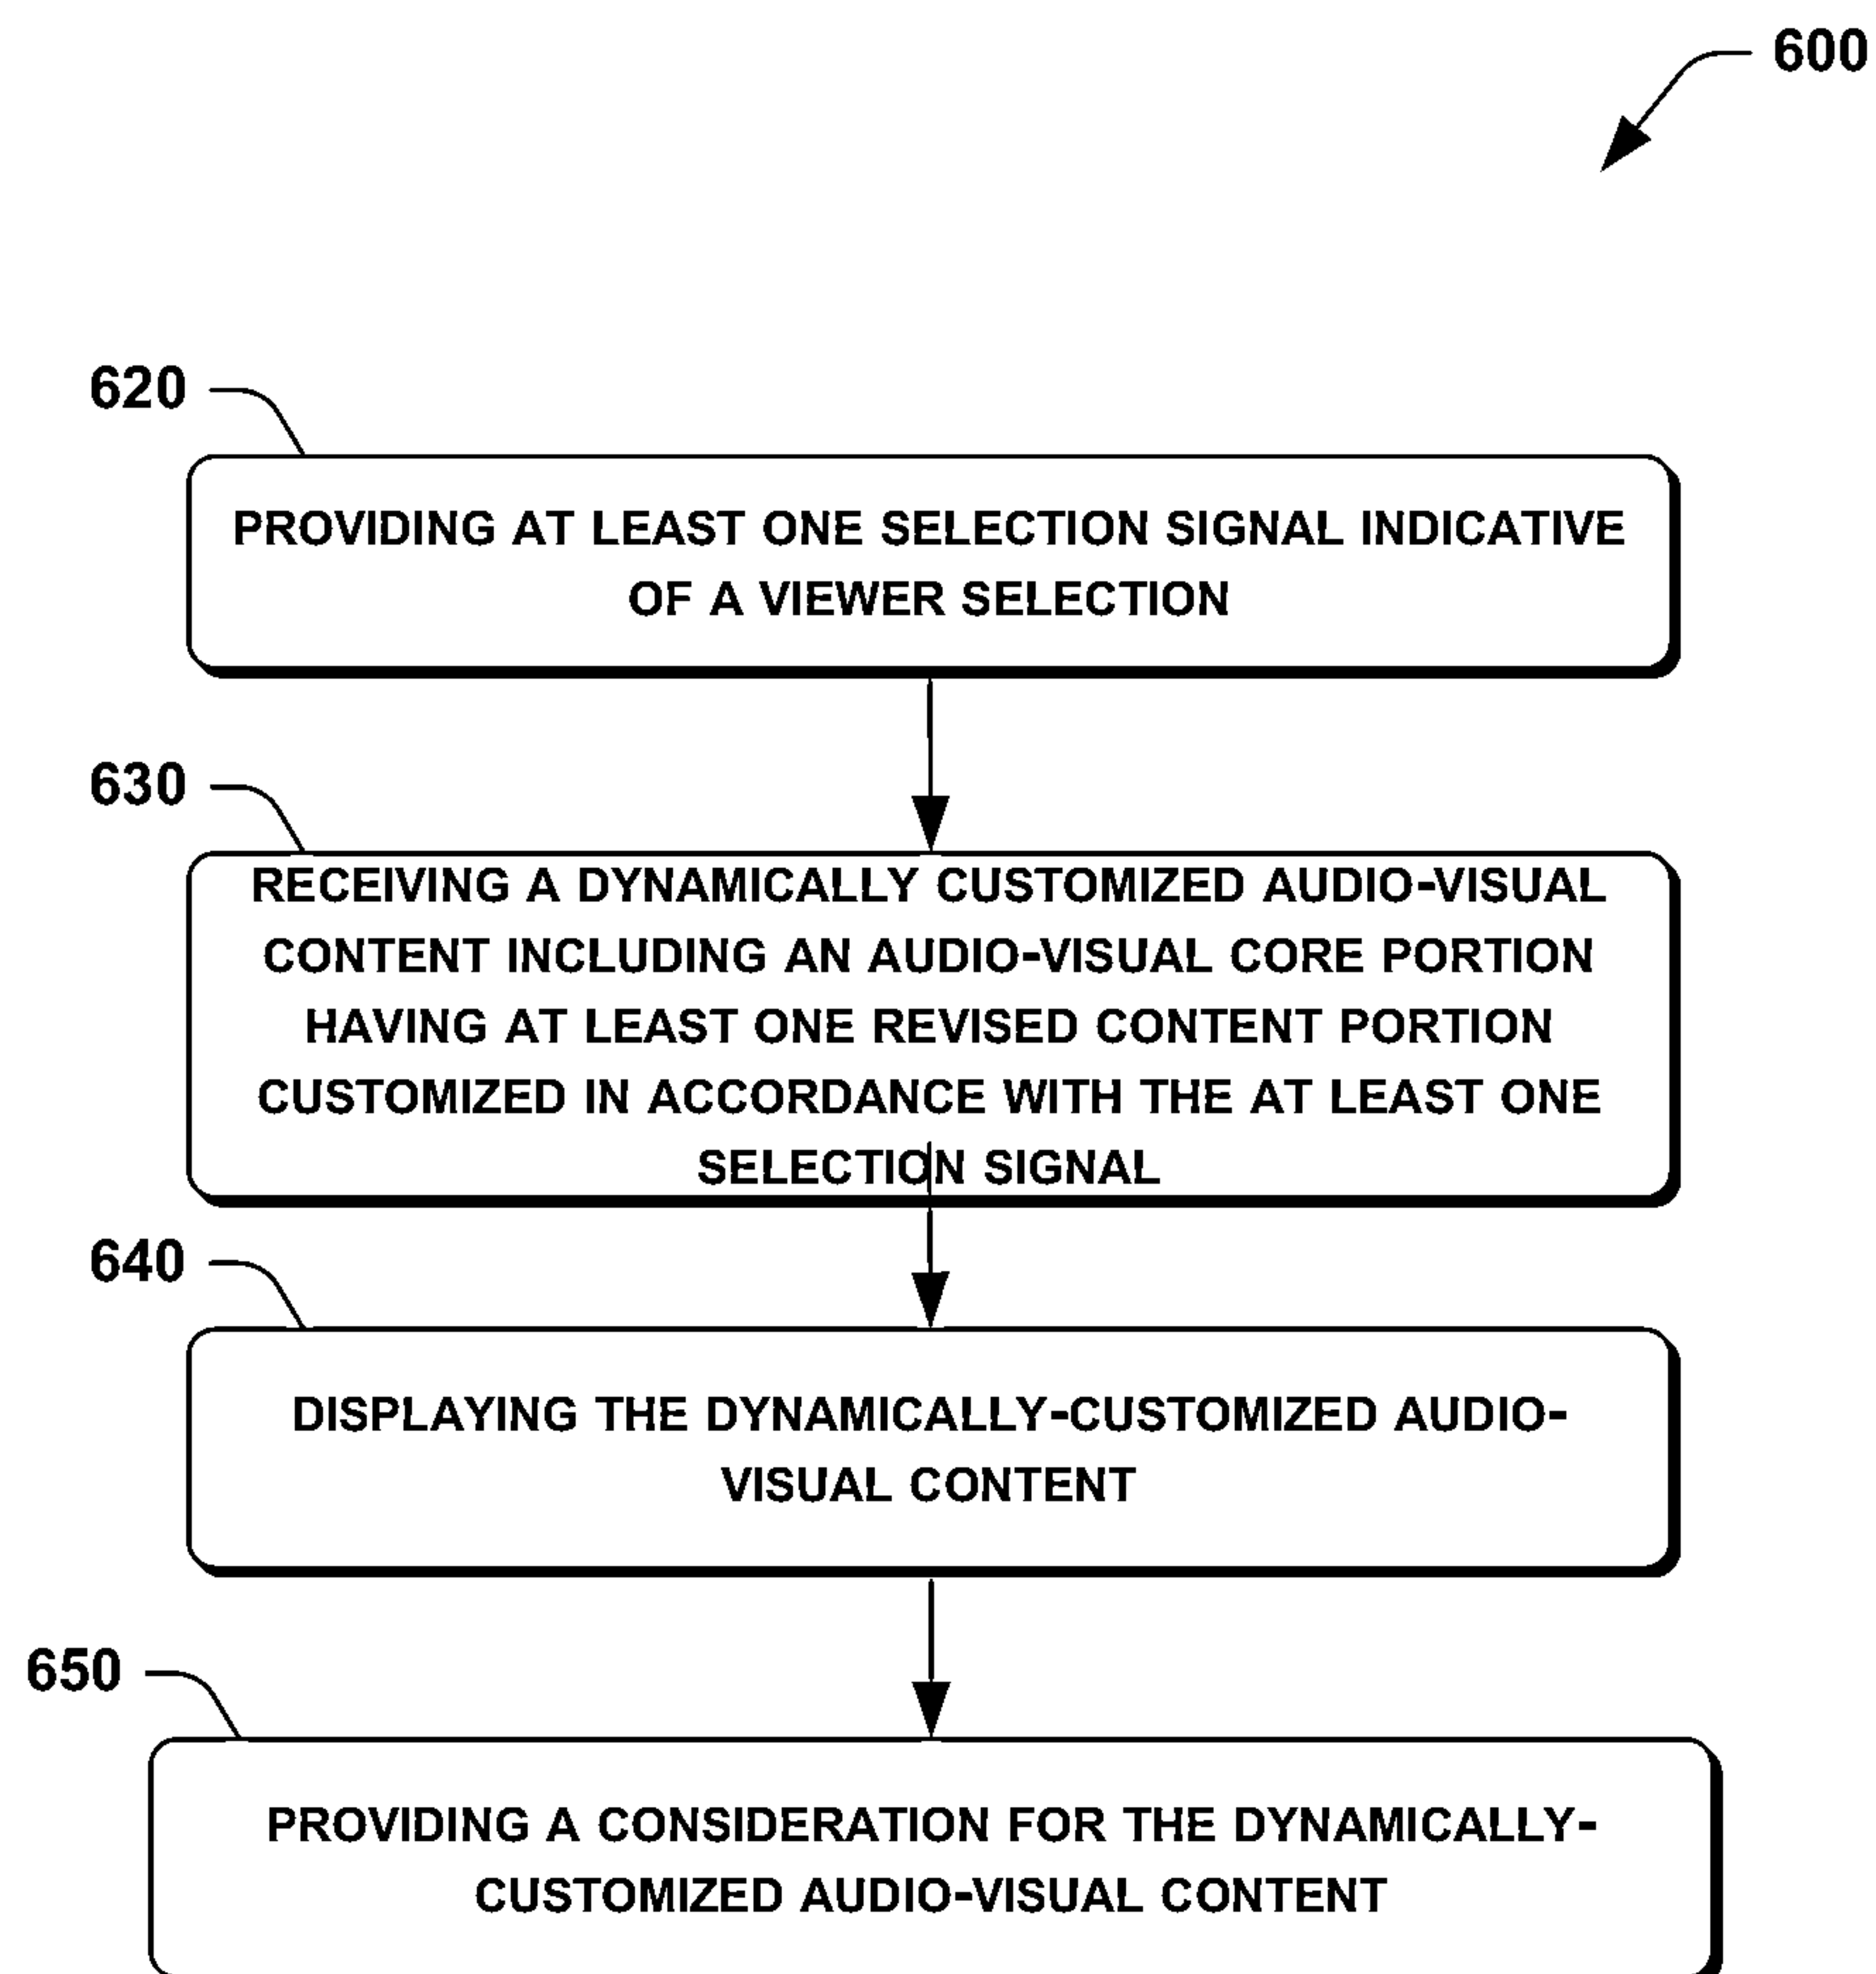 600
620
PROVIDING AT LEAST ONE SELECTION SIGNAL INDICATIVE
OF A VIEWER SELECTION
630
RECEIVING A DYNAMICALLY CUSTOMIZED AUDIO-VISUAL
CONTENT INCLUDING AN AUDIO-VISUAL CORE PORTION
HAVING AT LEAST ONE REVISED CONTENT PORTION
CUSTOMIZED IN ACCORDANCE WITH THE AT LEAST ONE
SELECTION SIGNAL
640
DISPLAYING THE DYNAMICALLY-CUSTOMIZED AUDIO-
VISUAL CONTENT
650
PROVIDING A CONSIDERATION FOR THE DYNAMICALLY-
CUSTOMIZED AUDIO-VISUAL CONTENT